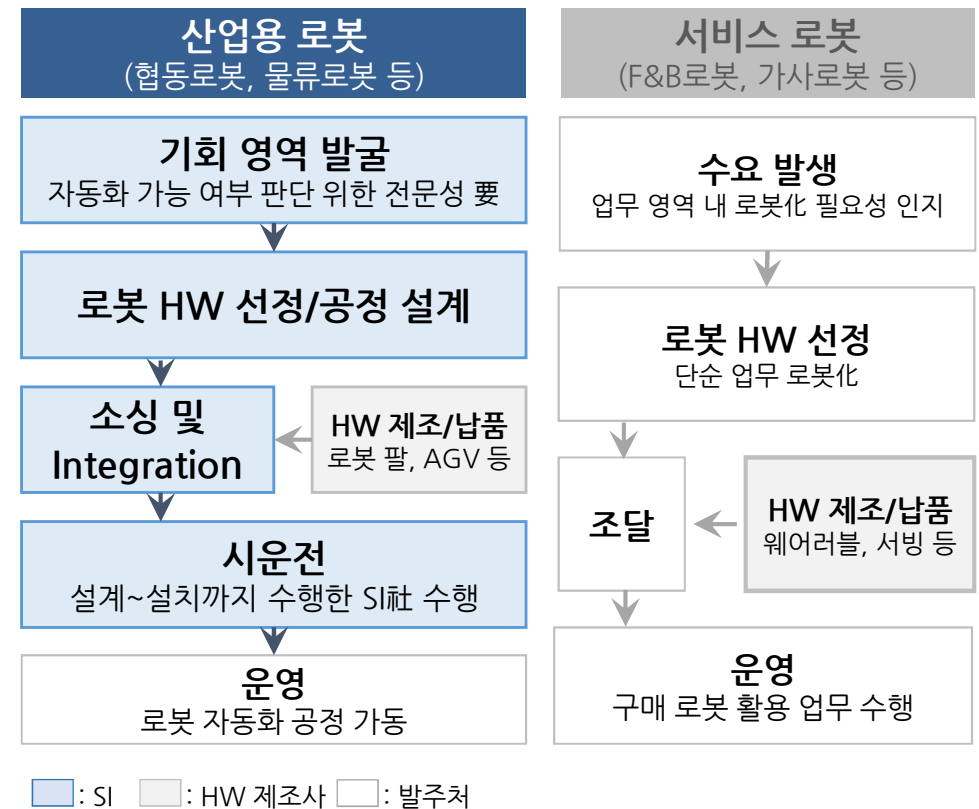 산업용 로봇
(협동로봇, 물류로봇 등)
기회 영역 발굴
자동화 가능 여부 판단 위한 전문성 要
로봇 HW 선정/공정 설계
소싱 및
Integration
HW 제조/납품
로봇 팔, AGV 등
시운전
설계~설치까지 수행한 SI社 수행
운영
로봇 자동화 공정 가동
서비스 로봇
(F&B로봇, 가사로봇 등)
수요 발생
업무 영역 내 로봇化 필요성 인지
로봇 HW 선정
단순 업무 로봇化
조달
HW 제조/납품
웨어러블, 서빙 등
운영
구매 로봇 활용 업무 수행
: SI : HW 제조사 : 발주처